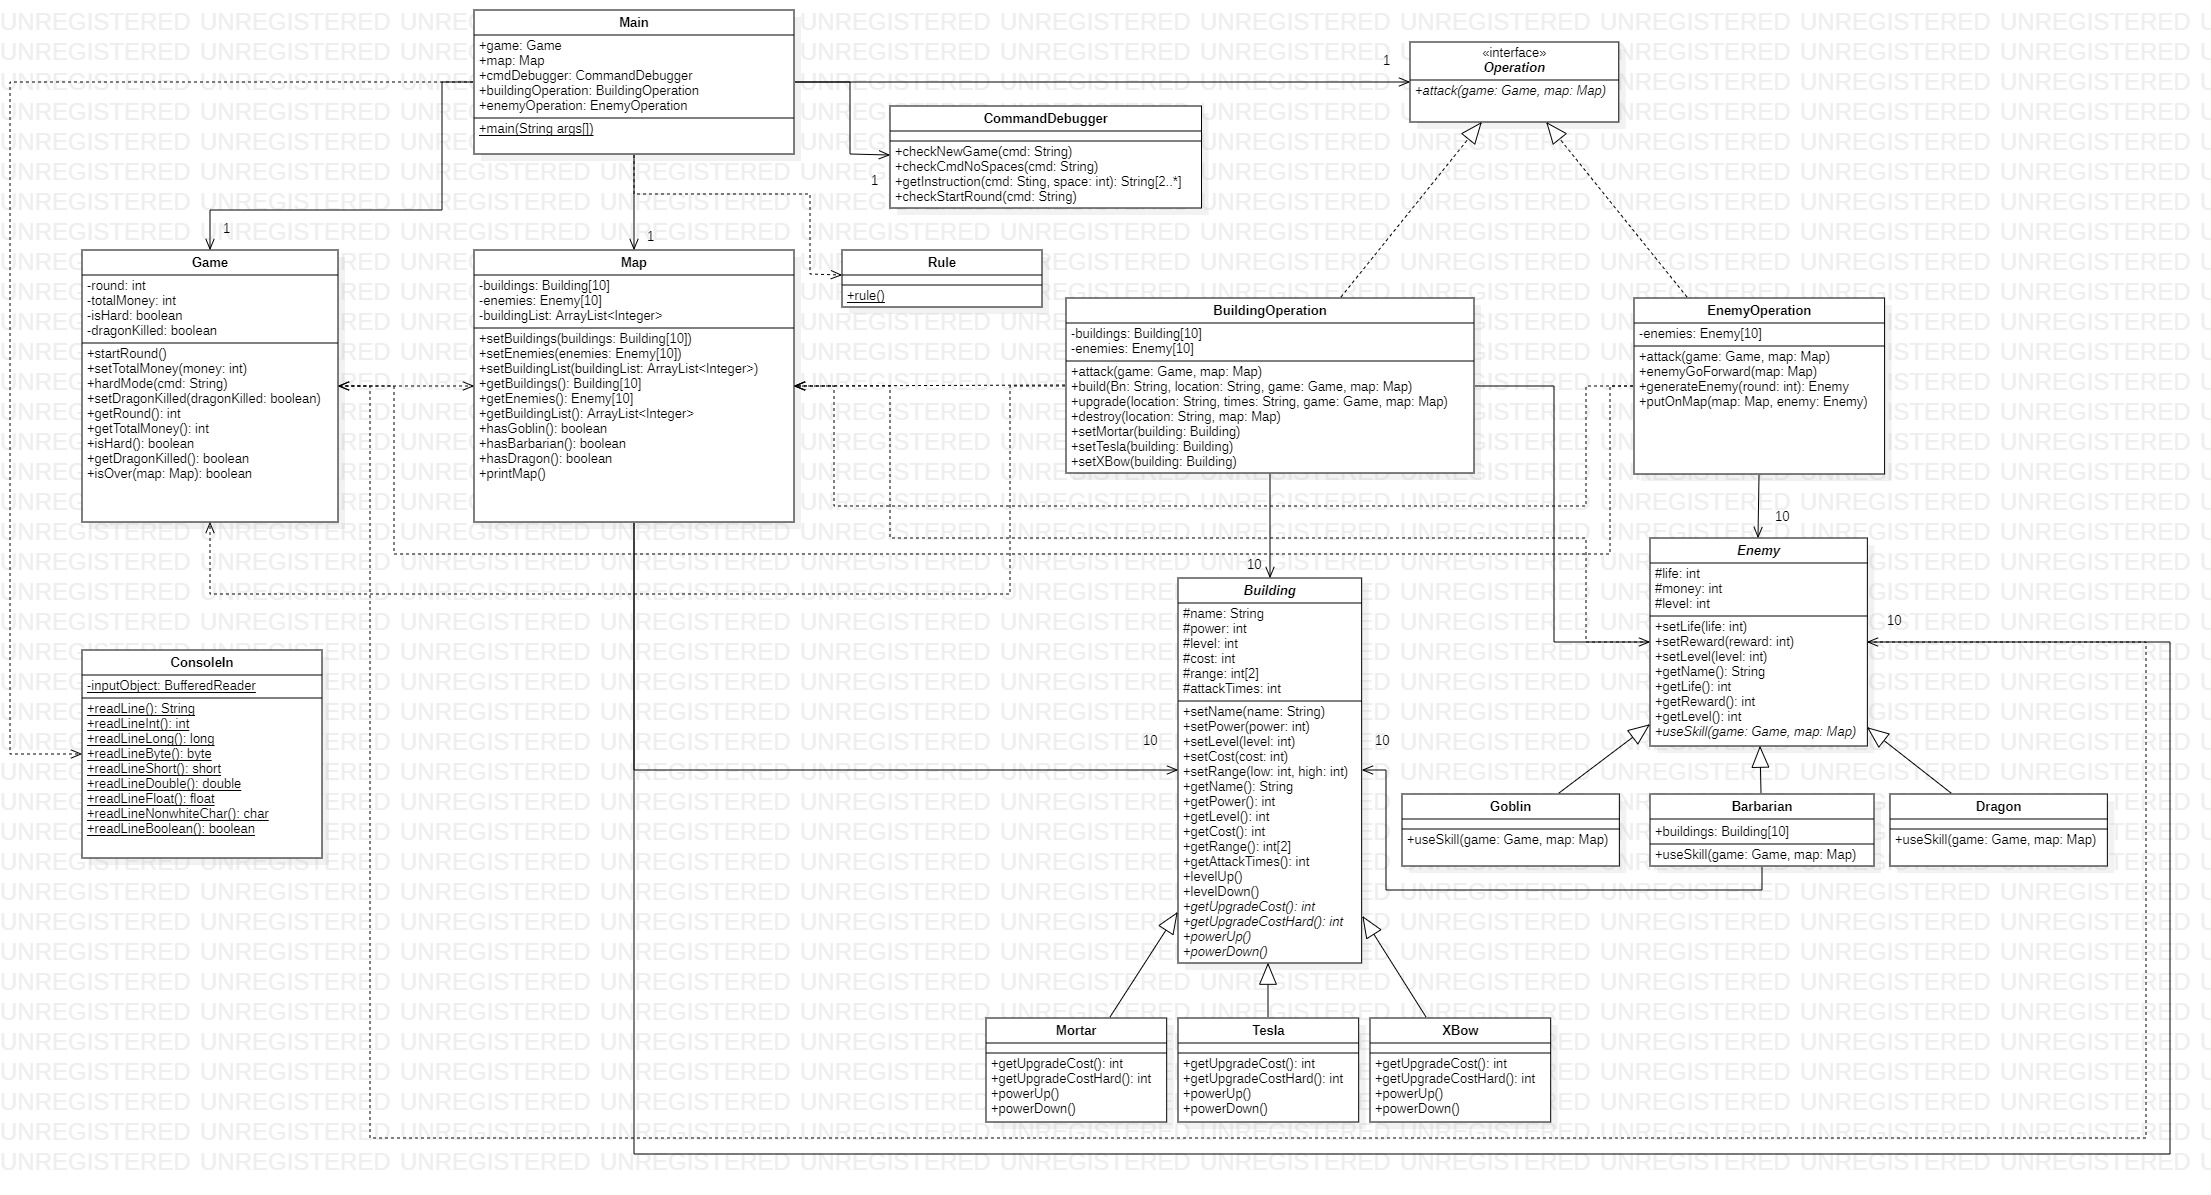 Main
+game: Game
+map: Map
+cmdDebugger: CommandDebugger
+buildingOperation: BuildingOperation
+enemyOperation: EnemyOperation
+main(String args[])
1
«interface»
Operation
+attack(game: Game, map: Map)
CommandDebugger
+checkNewGame(cmd: String)
+checkCmdNoSpaces(cmd: String)
+getInstruction(cmd: Sting, space: int): String[2..*]
+checkStartRound(cmd: String)
1
1
Game
-round: int
-totalMoney: int
-isHard: boolean
-dragonKilled: boolean
+startRound()
+setTotalMoney(money: int)
+hardMode(cmd: String)
+setDragonKilled(dragonKilled: boolean)
+getRound(): int
+getTotalMoney(): int
+isHard(): boolean
+getDragonKilled(): boolean
+isOver(map: Map): boolean
1
Map
-buildings: Building[10]
-enemies: Enemy[10]
-buildingList: ArrayList<Integer>
+setBuildings(buildings: Building[10])
+setEnemies(enemies: Enemy[10])
+setBuildingList(buildingList: ArrayList<Integer>)
+getBuildings(): Building[10]
+getEnemies(): Enemy[10]
+getBuildingList(): ArrayList<Integer>
+hasGoblin(): boolean
+hasBarbarian(): boolean
+hasDragon(): boolean
+printMap()
Rule
+rule()
BuildingOperation
-buildings: Building[10]
-enemies: Enemy[10]
+attack(game: Game, map: Map)
+build(Bn: String, location: String, game: Game, map: Map)
+upgrade(location: String, times: String, game: Game, map: Map)
+destroy(location: String, map: Map)
+setMortar(building: Building)
+setTesla(building: Building)
+setXBow(building: Building)
EnemyOperation
-enemies: Enemy[10]
+attack(game: Game, map: Map)
+enemyGoForward(map: Map)
+generateEnemy(round: int): Enemy
+putOnMap(map: Map, enemy: Enemy)
10
Enemy
#life: int
#money: int
#level: int
+setLife(life: int)
+setReward(reward: int)
+setLevel(level: int)
+getName(): String
+getLife(): int
+getReward(): int
+getLevel(): int
+useSkill(game: Game, map: Map)
10
10
Building
#name: String
#power: int
#level: int
#cost: int
#range: int[2]
#attackTimes: int
+setName(name: String)
+setPower(power: int)
+setLevel(level: int)
+setCost(cost: int)
+setRange(low: int, high: int)
+getName(): String
+getPower(): int
+getLevel(): int
+getCost(): int
+getRange(): int[2]
+getAttackTimes(): int
+levelUp()
+levelDown()
+getUpgradeCost(): int
+getUpgradeCostHard(): int
+powerUp()
+powerDown()
10
10
ConsoleIn
-inputObject: BufferedReader
+readLine(): String
+readLineInt(): int
+readLineLong(): long
+readLineByte(): byte
+readLineShort(): short
+readLineDouble(): double
+readLineFloat(): float
+readLineNonwhiteChar(): char
+readLineBoolean(): boolean
Goblin
+useSkill(game: Game, map: Map)
Barbarian
+buildings: Building[10]
+useSkill(game: Game, map: Map)
Dragon
+useSkill(game: Game, map: Map)
Mortar
+getUpgradeCost(): int
+getUpgradeCostHard(): int
+powerUp()
+powerDown()
Tesla
+getUpgradeCost(): int
+getUpgradeCostHard(): int
+powerUp()
+powerDown()
XBow
+getUpgradeCost(): int
+getUpgradeCostHard(): int
+powerUp()
+powerDown()
UNREGISTERED